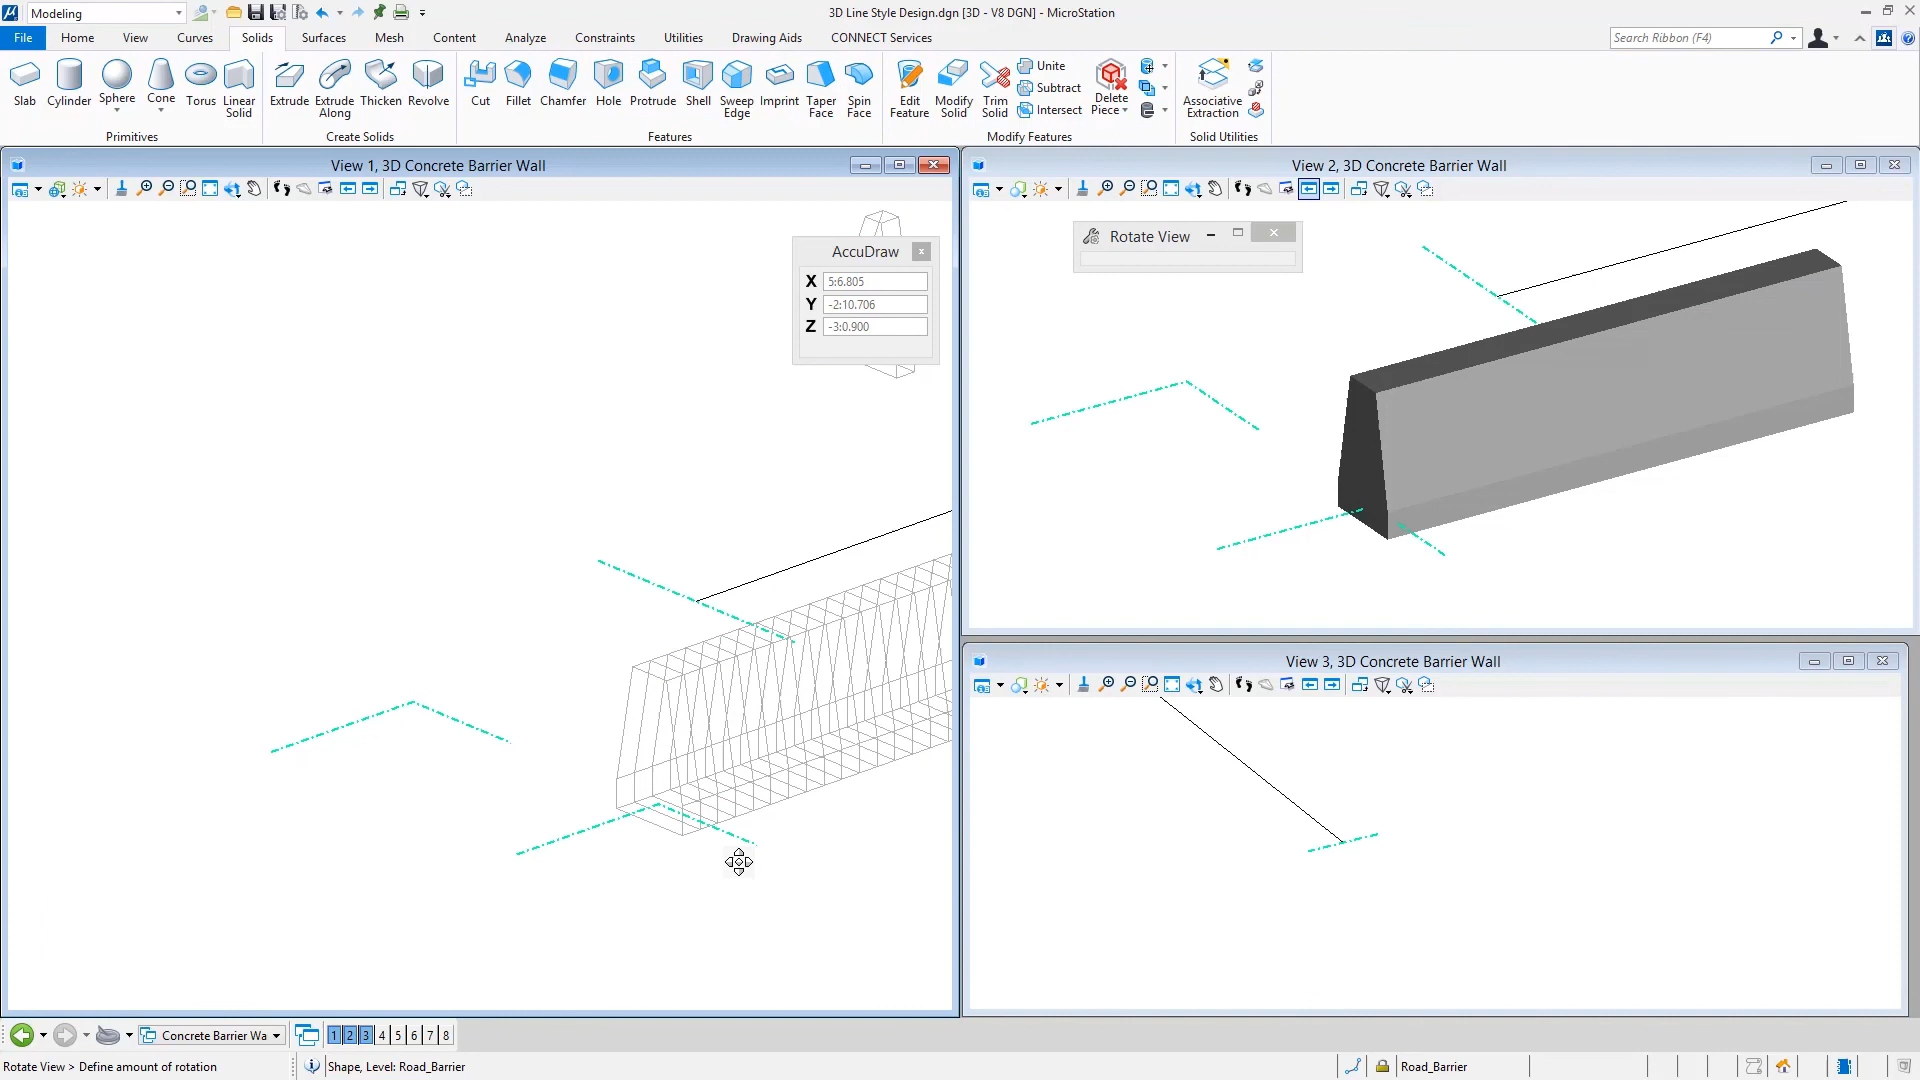 Modeling
3D Line Style Design.dgn [3D - V8 DGN] - MicroStation
File Home View Curves Solids Surfaces Mesh Content Analyze Constraints Utilities Drawing Aids CONNECT Services
Search Ribbon (F4)
Slab Cylinder Sphere Cone Torus Linear Solid
Primitives
Extrude Extrude Along Thicken Revolve
Create Solids
Cut Fillet Chamfer Hole Protrude Shell Sweep Edge Imprint Taper Face Spin Face
Features
Edit Feature Modify Solid Trim Solid
Unite
Subtract
Intersect
Delete Piece
Modify Features
Associative Extraction
Solid Utilities
View 1, 3D Concrete Barrier Wall
View 2, 3D Concrete Barrier Wall
Rotate View
AccuDraw
X 5:6.805
Y -2:10.706
Z -3:0.900
View 3, 3D Concrete Barrier Wall
Concrete Barrier Wa
1 2 3 4 5 6 7 8
Rotate View > Define amount of rotation
Shape, Level: Road_Barrier
Road_Barrier